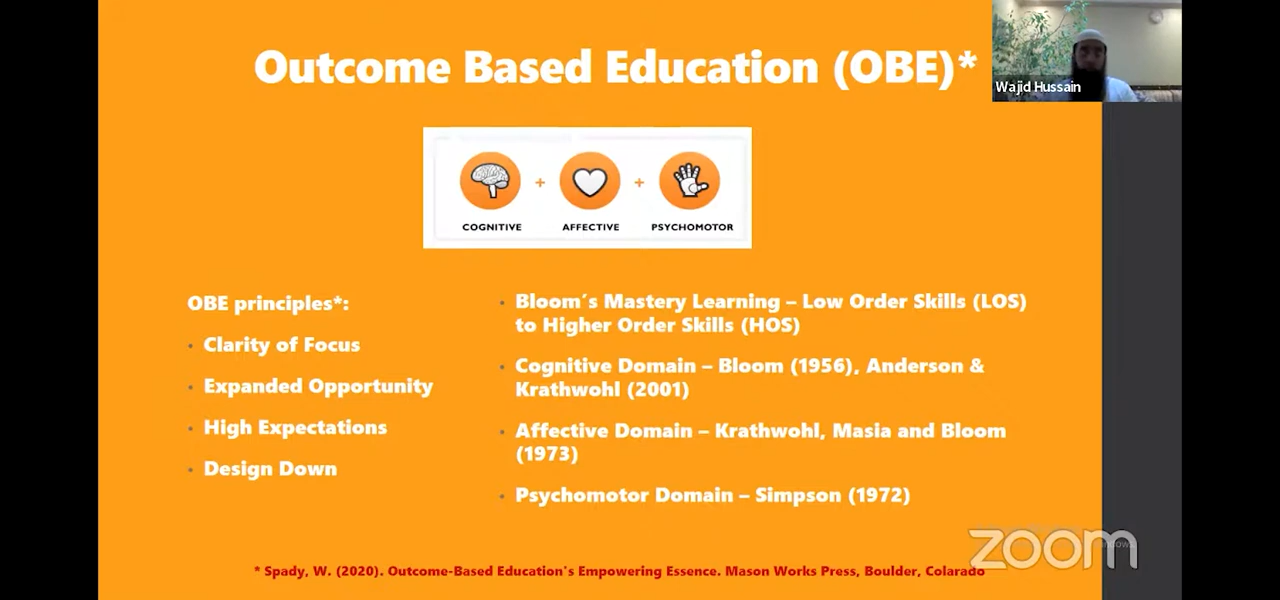 Outcome Based Education (OBE)*
Wajid Hussain
COGNITIVE + AFFECTIVE + PSYCHOMOTOR
OBE principles*:
• Clarity of Focus
• Expanded Opportunity
• High Expectations
• Design Down
• Bloom's Mastery Learning – Low Order Skills (LOS)
to Higher Order Skills (HOS)
• Cognitive Domain – Bloom (1956), Anderson &
Krathwohl (2001)
• Affective Domain – Krathwohl, Masia and Bloom
(1973)
• Psychomotor Domain – Simpson (1972)
zoom
* Spady, W. (2020). Outcome-Based Education's Empowering Essence. Mason Works Press, Boulder, Colarado